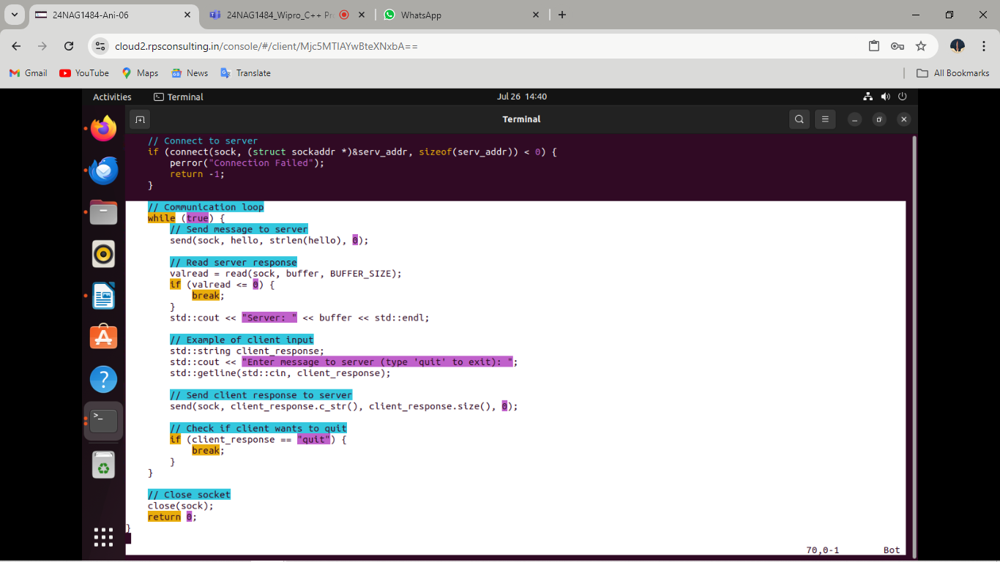 24NAG1484-Ani-06
24NAG1484_Wipro_C++ Pr
WhatsApp
cloud2.rpsconsulting.in/console/#/client/Mjc5MTlAYwBteXNxbA==
Gmail
YouTube
Maps
News
Translate
All Bookmarks
Activities
Terminal
Jul 26 14:40
Terminal
// Connect to server
if (connect(sock, (struct sockaddr *)&serv_addr, sizeof(serv_addr)) < 0) {
perror("Connection Failed");
return -1;
}
// Communication loop
while (true) {
// Send message to server
send(sock, hello, strlen(hello), 0);
// Read server response
valread = read(sock, buffer, BUFFER_SIZE);
if (valread <= 0) {
break;
}
std::cout << "Server: " << buffer << std::endl;
// Example of client input
std::string client_response;
std::cout << "Enter message to server (type 'quit' to exit): ";
std::getline(std::cin, client_response);
// Send client response to server
send(sock, client_response.c_str(), client_response.size(), 0);
// Check if client wants to quit
if (client_response == "quit") {
break;
}
}
// Close socket
close(sock);
return 0;
}
70,0-1
Bot